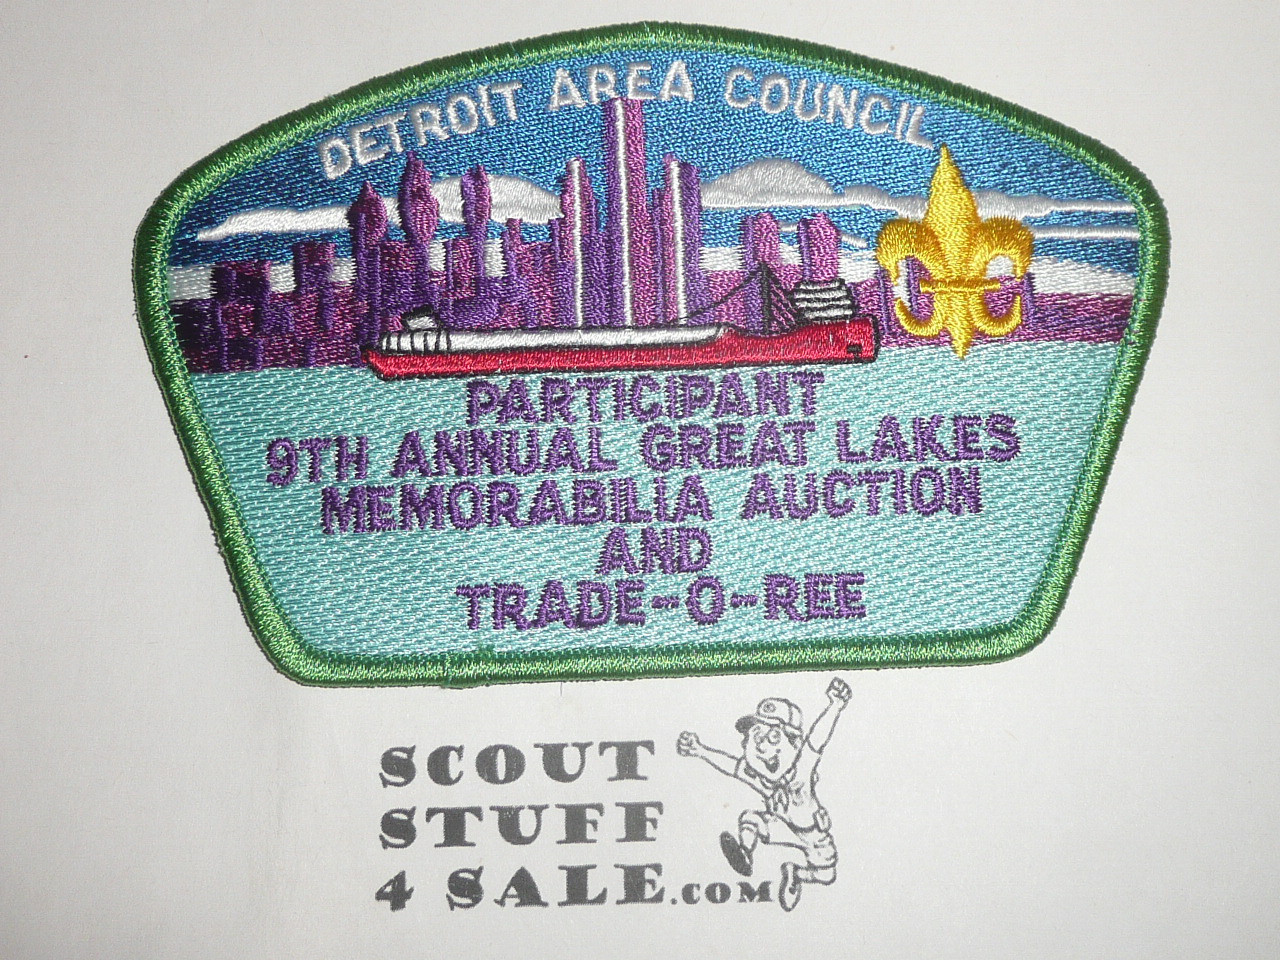 DETROIT AREA COUNCIL
PARTICIPANT
9TH ANNUAL GREAT LAKES
MEMORABILIA AUCTION
AND
TRADE-O-REE
SCOUT
STUFF
4 SALE.COM